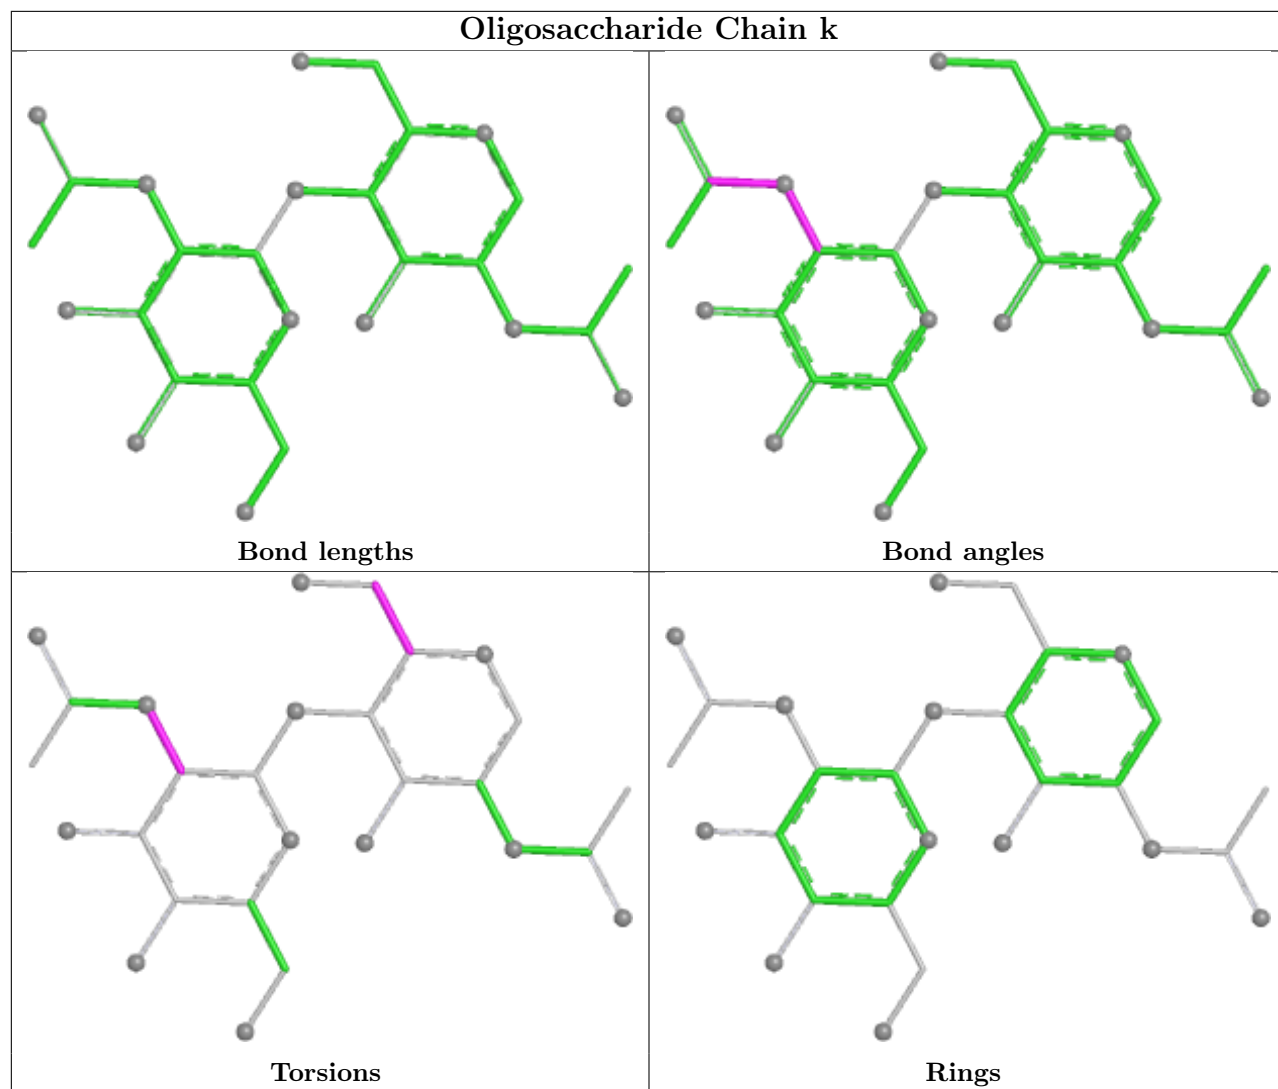 Oligosaccharide Chain k
Bond lengths
Bond angles
Torsions
Rings